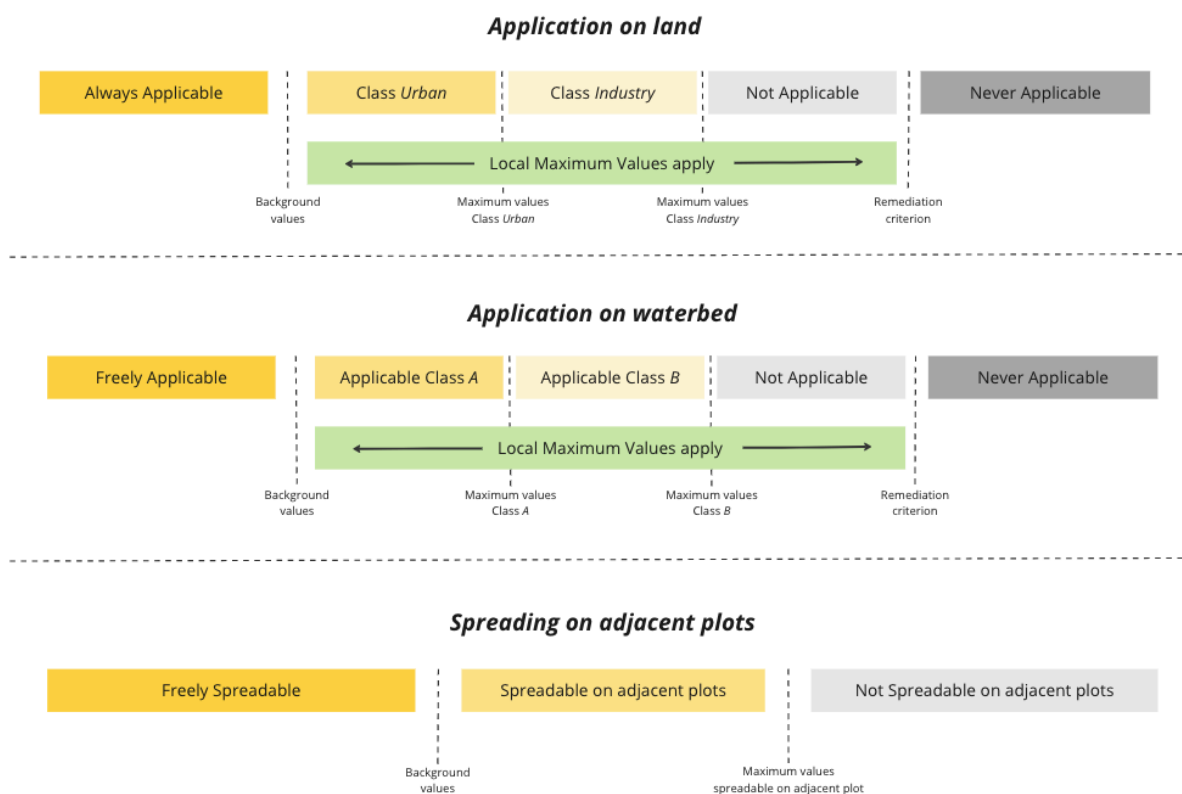 Application on land
Always Applicable
Class Urban
Class Industry
Not Applicable
Never Applicable
Local Maximum Values apply
Background
values
Maximum values
Class Urban
Maximum values
Class Industry
Remediation
criterion
Application on waterbed
Freely Applicable
Applicable Class A
Applicable Class B
Not Applicable
Never Applicable
Local Maximum Values apply
Background
values
Maximum values
Class A
Maximum values
Class B
Remediation
criterion
Spreading on adjacent plots
Freely Spreadable
Spreadable on adjacent plots
Not Spreadable on adjacent plots
Background
values
Maximum values
spreadable on adjacent plot